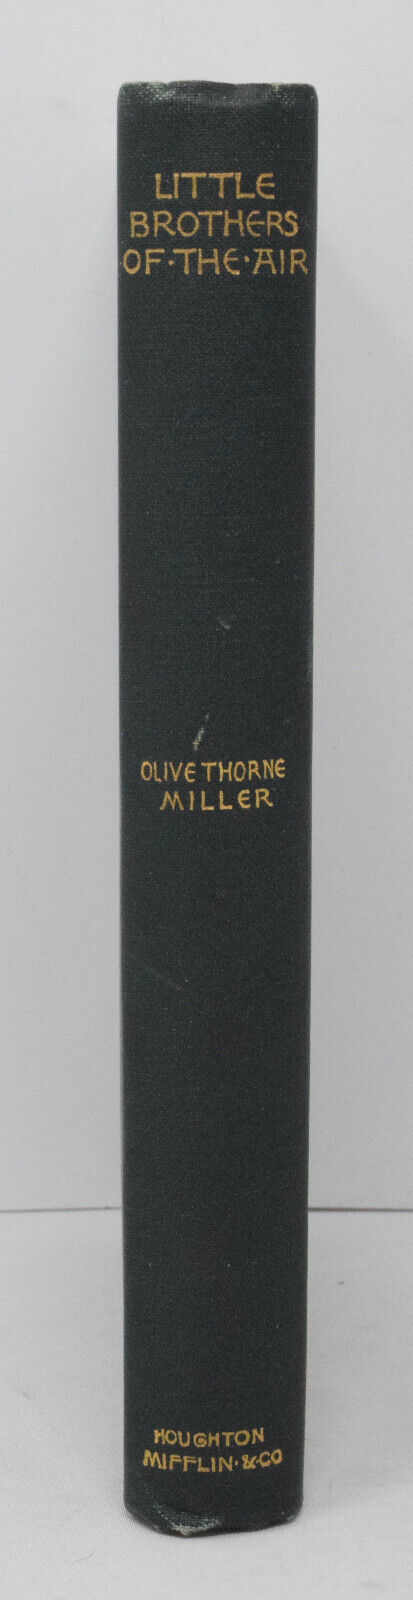 LITTLE
BROTHERS
OF·THE·AIR
OLIVE THORNE
MILLER
HOUGHTON
MIFFLIN·&·CO